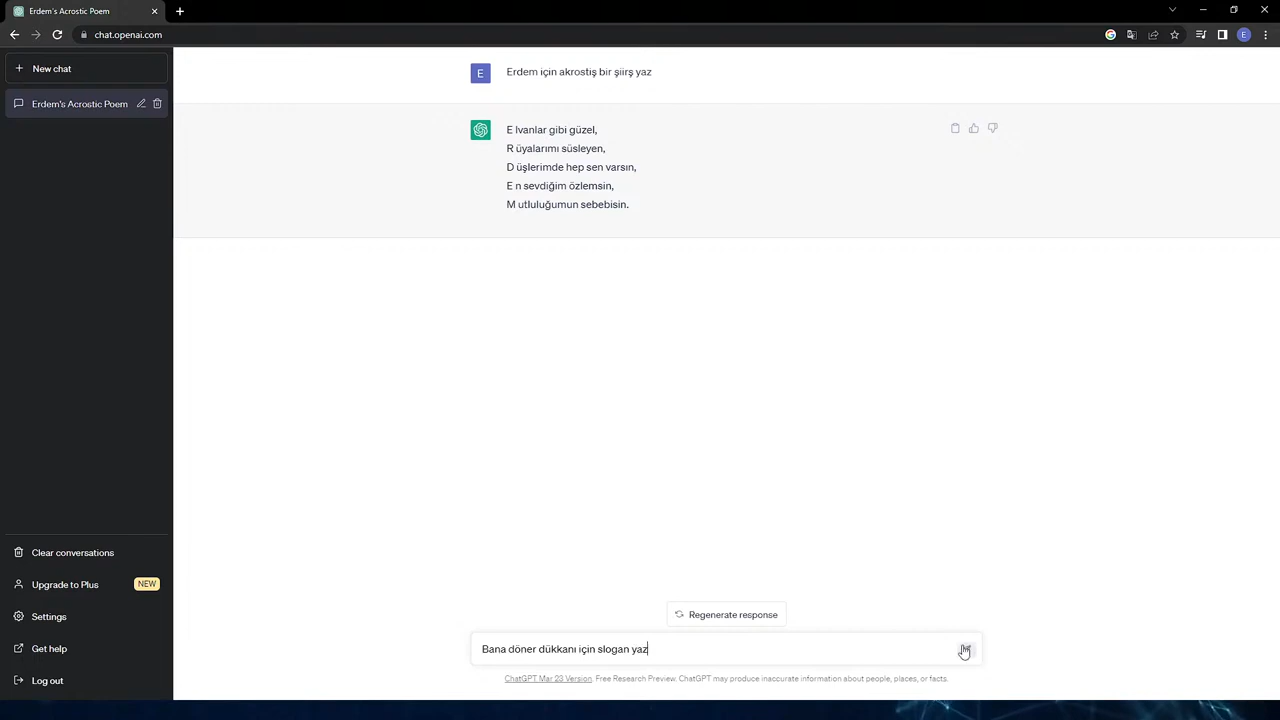 Erdem's Acrostic Poem
chat.openai.com
E
New chat
Erdem's Acrostic Poem
E
Erdem için akrostiş bir şiirş yaz
E lvanlar gibi güzel,
R üyalarımı süsleyen,
D üşlerimde hep sen varsın,
E n sevdiğim özlemsin,
M utluluğumun sebebisin.
Clear conversations
Upgrade to Plus
NEW
Settings
Get help
Log out
Regenerate response
Bana döner dükkanı için slogan yaz
ChatGPT Mar 23 Version. Free Research Preview. ChatGPT may produce inaccurate information about people, places, or facts.